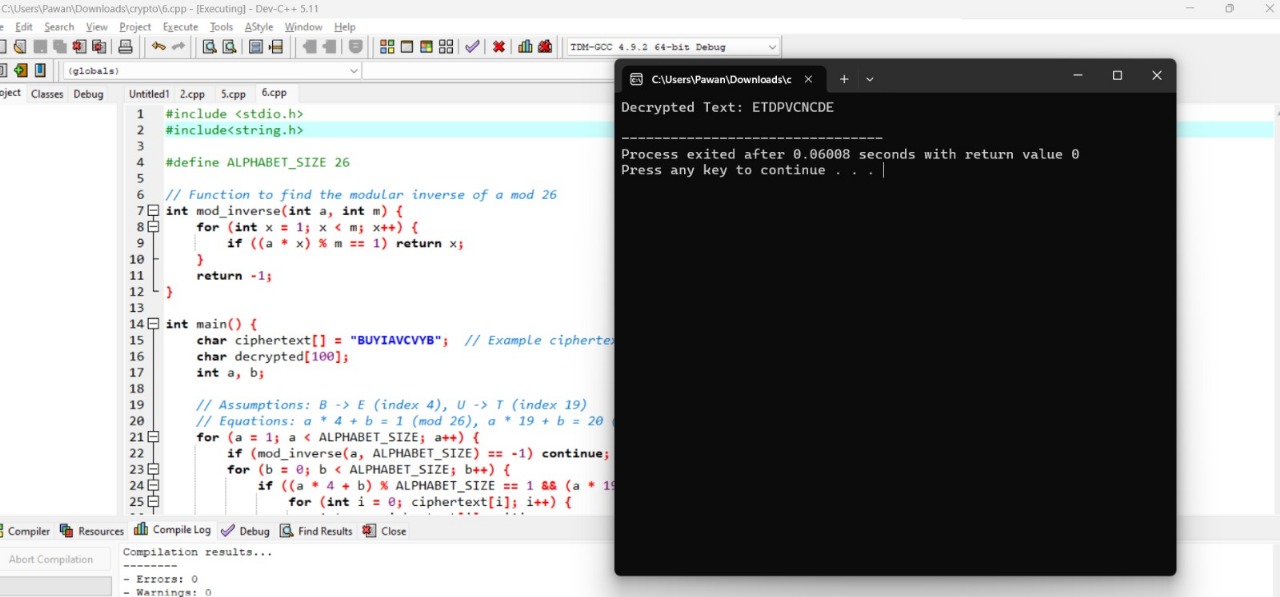 C:\Users\Pawan\Downloads\crypto\6.cpp - [Executing] - Dev-C++ 5.11
Edit Search View Project Execute Tools AStyle Window Help
TDM-GCC 4.9.2 64-bit Debug
(globals)
oject Classes Debug
Untitled1 2.cpp 5.cpp 6.cpp
1 #include <stdio.h>
2 #include<string.h>
3
4 #define ALPHABET_SIZE 26
5
6 // Function to find the modular inverse of a mod 26
7 int mod_inverse(int a, int m) {
8 for (int x = 1; x < m; x++) {
9 if ((a * x) % m == 1) return x;
10 }
11 return -1;
12 }
13
14 int main() {
15 char ciphertext[] = "BUYIAVCVYB"; // Example cipherte
16 char decrypted[100];
17 int a, b;
18
19 // Assumptions: B -> E (index 4), U -> T (index 19)
20 // Equations: a * 4 + b = 1 (mod 26), a * 19 + b = 20 (
21 for (a = 1; a < ALPHABET_SIZE; a++) {
22 if (mod_inverse(a, ALPHABET_SIZE) == -1) continue;
23 for (b = 0; b < ALPHABET_SIZE; b++) {
24 if ((a * 4 + b) % ALPHABET_SIZE == 1 && (a * 19
25 for (int i = 0; ciphertext[i]; i++) {
Compiler Resources Compile Log Debug Find Results Close
Abort Compilation
Compilation results...
--------
- Errors: 0
- Warnings: 0
C:\Users\Pawan\Downloads\c
Decrypted Text: ETDPVCNCDE
--------------------------------
Process exited after 0.06008 seconds with return value 0
Press any key to continue . . .